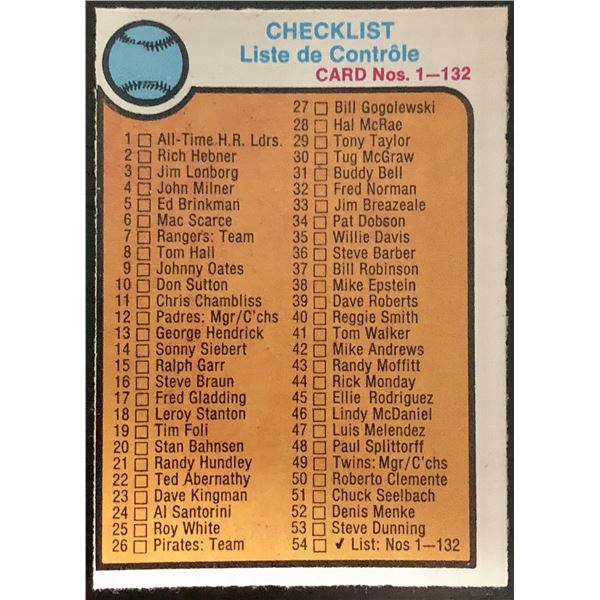 CHECKLIST
Liste de Contrôle
CARD Nos. 1—132
1 All-Time H.R. Ldrs.
2 Rich Hebner
3 Jim Lonborg
4 John Milner
5 Ed Brinkman
6 Mac Scarce
7 Rangers: Team
8 Tom Hall
9 Johnny Oates
10 Don Sutton
11 Chris Chambliss
12 Padres: Mgr/C'chs
13 George Hendrick
14 Sonny Siebert
15 Ralph Garr
16 Steve Braun
17 Fred Gladding
18 Leroy Stanton
19 Tim Foli
20 Stan Bahnsen
21 Randy Hundley
22 Ted Abernathy
23 Dave Kingman
24 Al Santorini
25 Roy White
26 Pirates: Team
27 Bill Gogolewski
28 Hal McRae
29 Tony Taylor
30 Tug McGraw
31 Buddy Bell
32 Fred Norman
33 Jim Breazeale
34 Pat Dobson
35 Willie Davis
36 Steve Barber
37 Bill Robinson
38 Mike Epstein
39 Dave Roberts
40 Reggie Smith
41 Tom Walker
42 Mike Andrews
43 Randy Moffitt
44 Rick Monday
45 Ellie Rodriguez
46 Lindy McDaniel
47 Luis Melendez
48 Paul Splittorff
49 Twins: Mgr/C'chs
50 Roberto Clemente
51 Chuck Seelbach
52 Denis Menke
53 Steve Dunning
54 ✓ List: Nos 1—132